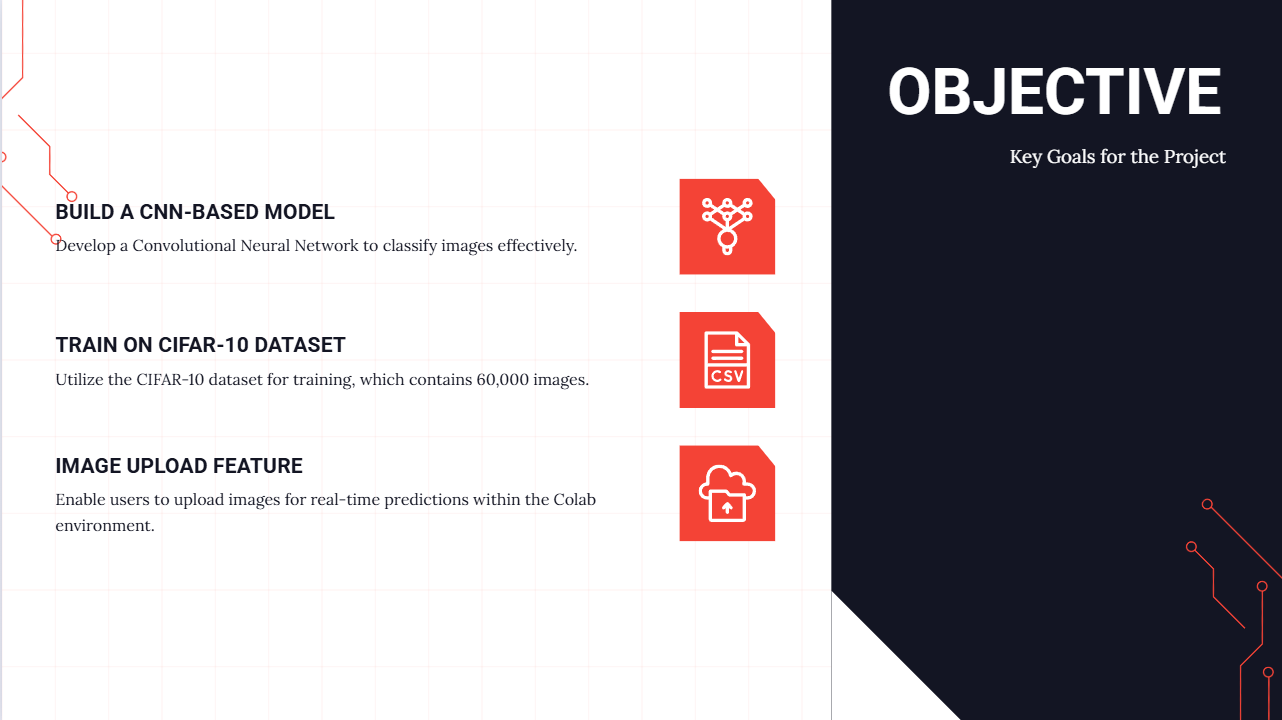 OBJECTIVE
Key Goals for the Project
BUILD A CNN-BASED MODEL
Develop a Convolutional Neural Network to classify images effectively.
TRAIN ON CIFAR-10 DATASET
Utilize the CIFAR-10 dataset for training, which contains 60,000 images.
CSV
IMAGE UPLOAD FEATURE
Enable users to upload images for real-time predictions within the Colab
environment.